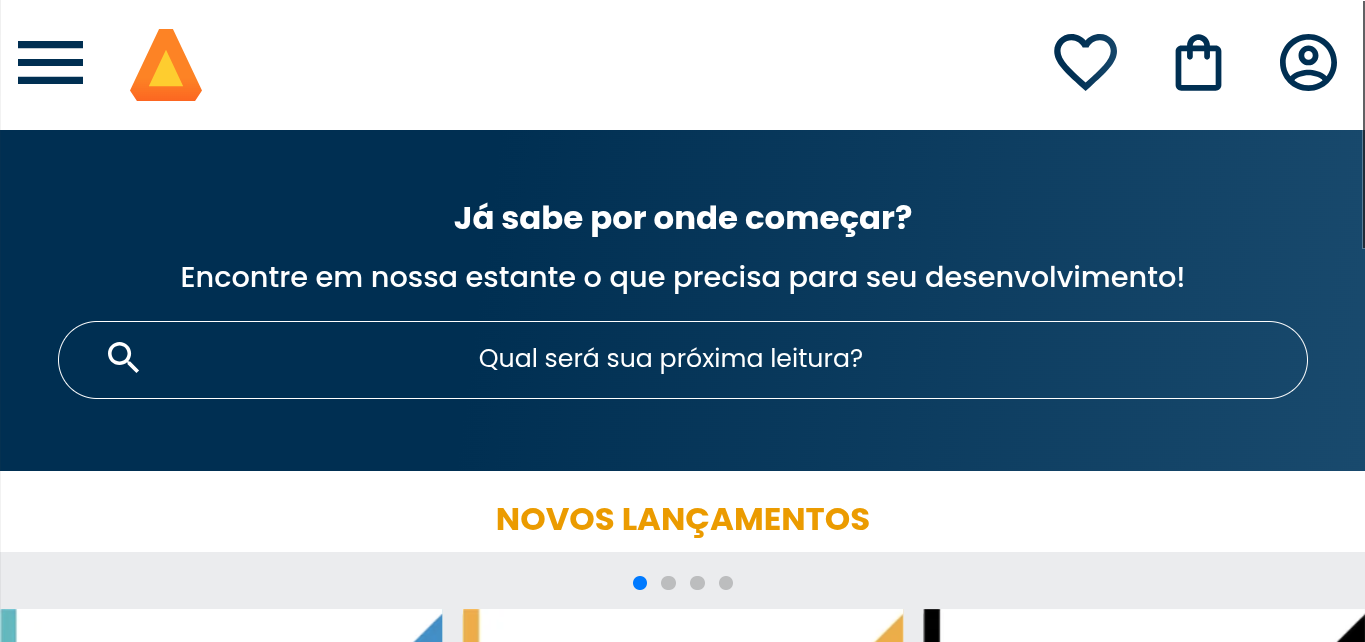 Já sabe por onde começar?
Encontre em nossa estante o que precisa para seu desenvolvimento!
Qual será sua próxima leitura?
NOVOS LANÇAMENTOS